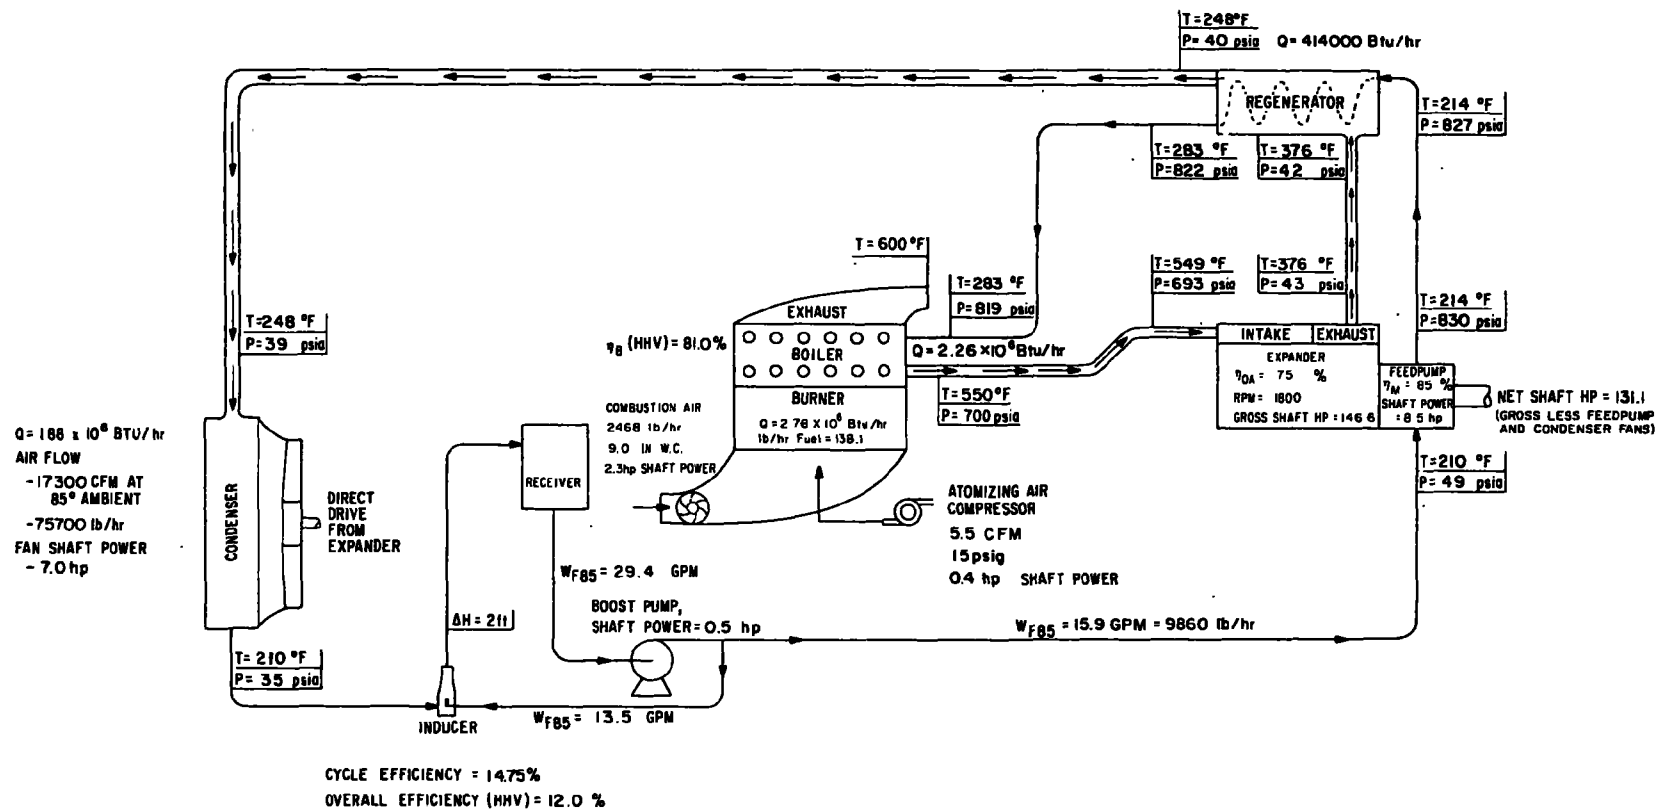 T=248°F
P= 40 psia Q= 414000 Btu/hr
REGENERATOR
T=214 °F
P=827 psia
T=283 °F
P=822 psia
T=376 °F
P=42 psia
T= 600°F
T=283 °F
P=819 psia
T=549 °F
P=693 psia
T=376 °F
P=43 psia
T=214 °F
P=830 psia
T=248 °F
P=39 psia
EXHAUST
ηB (HHV) = 81.0%
BOILER
Q= 2.26 ×10⁶ Btu/hr
BURNER
Q=2 76 X 10⁶ Btu/hr
lb/hr Fuel = 138.1
T=550°F
P= 700psia
INTAKE EXHAUST
EXPANDER
ηOA = 75 %
RPM= 1800
GROSS SHAFT HP =146 6
FEEDPUMP
ηM = 85 %
SHAFT POWER
= 8 5 hp
NET SHAFT HP = 131.1
(GROSS LESS FEEDPUMP
AND CONDENSER FANS)
T=210 °F
P= 49 psia
COMBUSTION AIR
2468 lb/hr
9.0 IN W.C.
2.3hp SHAFT POWER
Q= 1 88 x 10⁶ BTU/hr
AIR FLOW
-17300 CFM AT
85° AMBIENT
-75700 lb/hr
FAN SHAFT POWER
- 7.0 hp
CONDENSER
DIRECT
DRIVE
FROM
EXPANDER
RECEIVER
ATOMIZING AIR
COMPRESSOR
5.5 CFM
15psig
0.4 hp SHAFT POWER
WF85 = 29.4 GPM
ΔH = 2ft
BOOST PUMP,
SHAFT POWER= 0.5 hp
WF85 = 15.9 GPM = 9860 lb/hr
T=210 °F
P= 35 psia
INDUCER
WF85 = 13.5 GPM
CYCLE EFFICIENCY = 14.75%
OVERALL EFFICIENCY (HHV) = 12.0 %